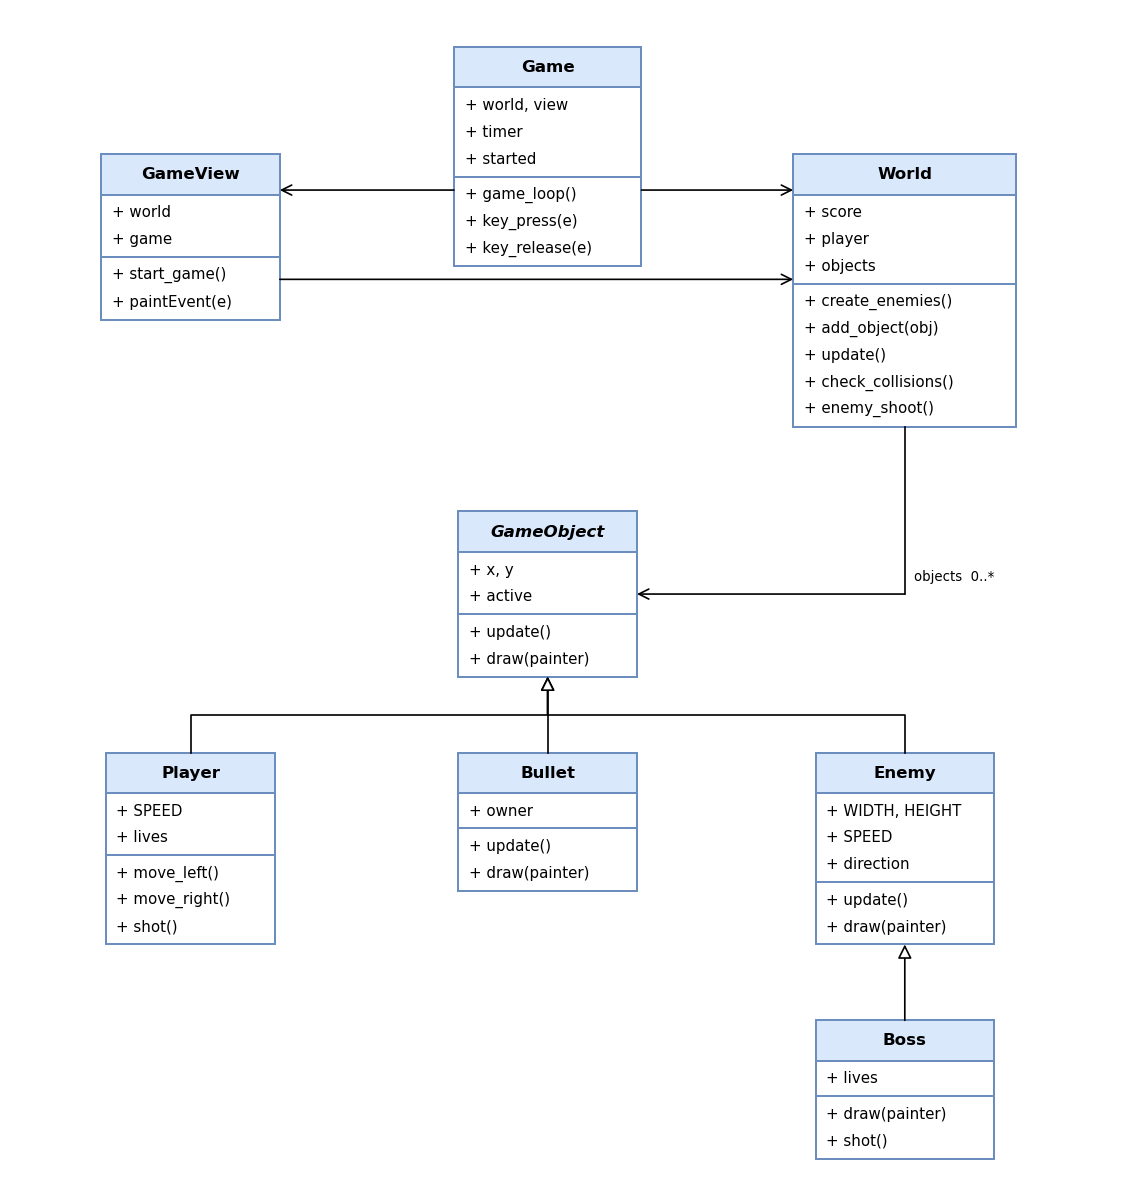 Game
+ world, view
+ timer
+ started
+ game_loop()
+ key_press(e)
+ key_release(e)
GameView
+ world
+ game
+ start_game()
+ paintEvent(e)
World
+ score
+ player
+ objects
+ create_enemies()
+ add_object(obj)
+ update()
+ check_collisions()
+ enemy_shoot()
GameObject
+ x, y
+ active
+ update()
+ draw(painter)
objects 0..*
Player
+ SPEED
+ lives
+ move_left()
+ move_right()
+ shot()
Bullet
+ owner
+ update()
+ draw(painter)
Enemy
+ WIDTH, HEIGHT
+ SPEED
+ direction
+ update()
+ draw(painter)
Boss
+ lives
+ draw(painter)
+ shot()